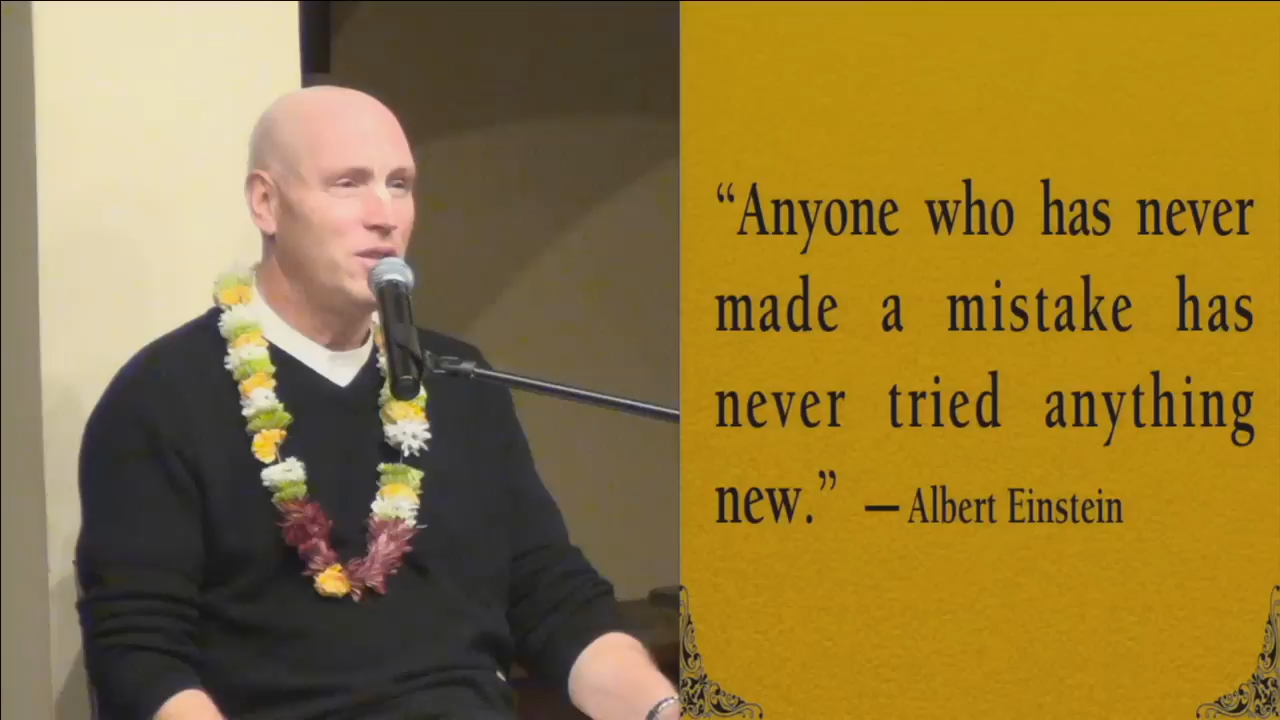 “Anyone who has never
made a mistake has
never tried anything
new.” — Albert Einstein